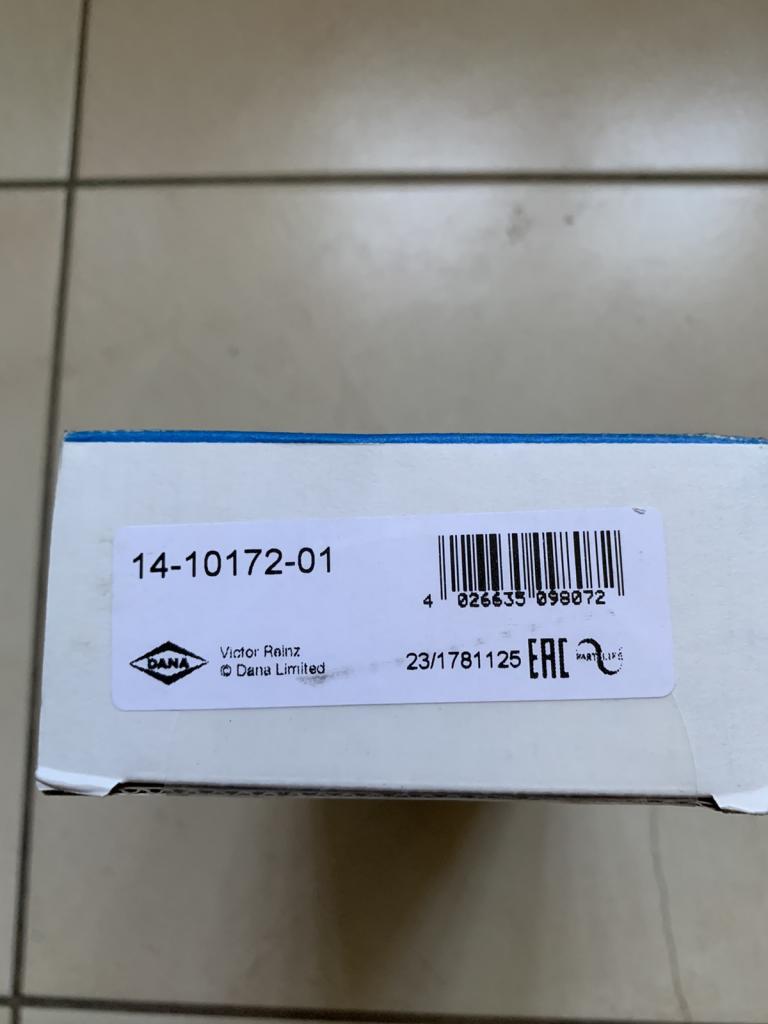 14-10172-01
4 026635 098072
DANA
Victor Reinz
© Dana Limited
23/1781125 EAC